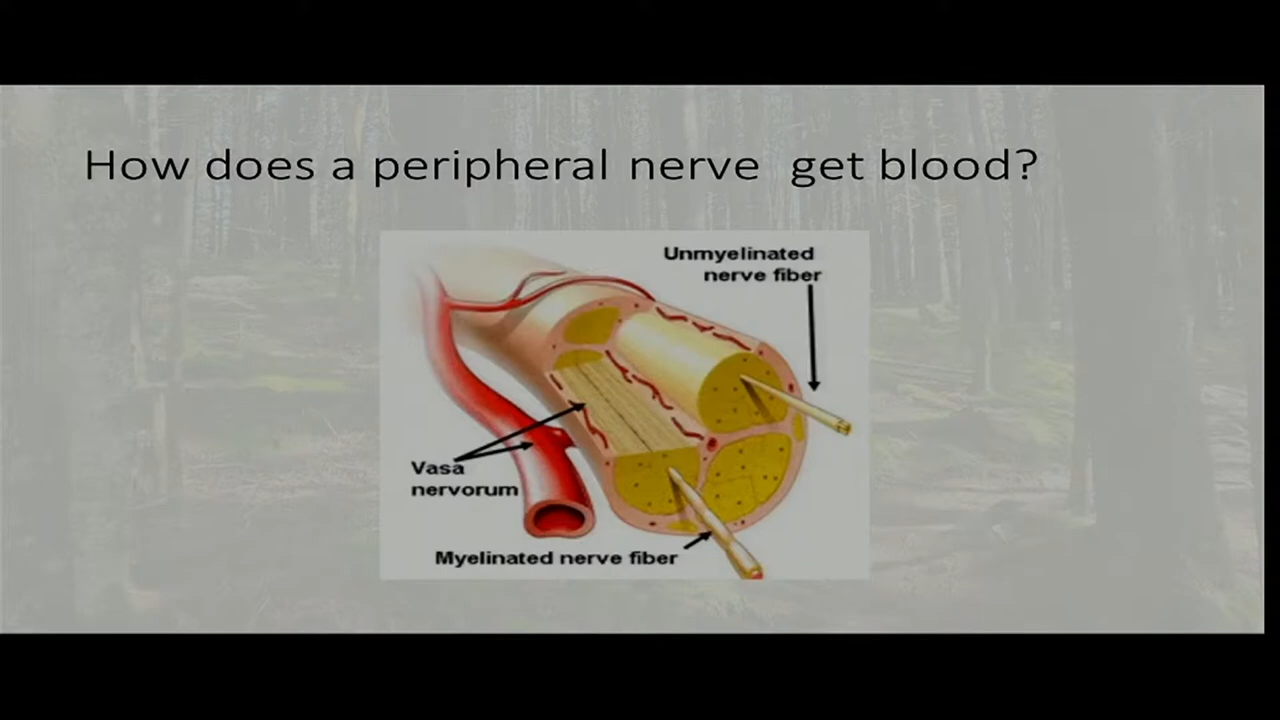 How does a peripheral nerve get blood?
Unmyelinated
nerve fiber
Vasa
nervorum
Myelinated nerve fiber